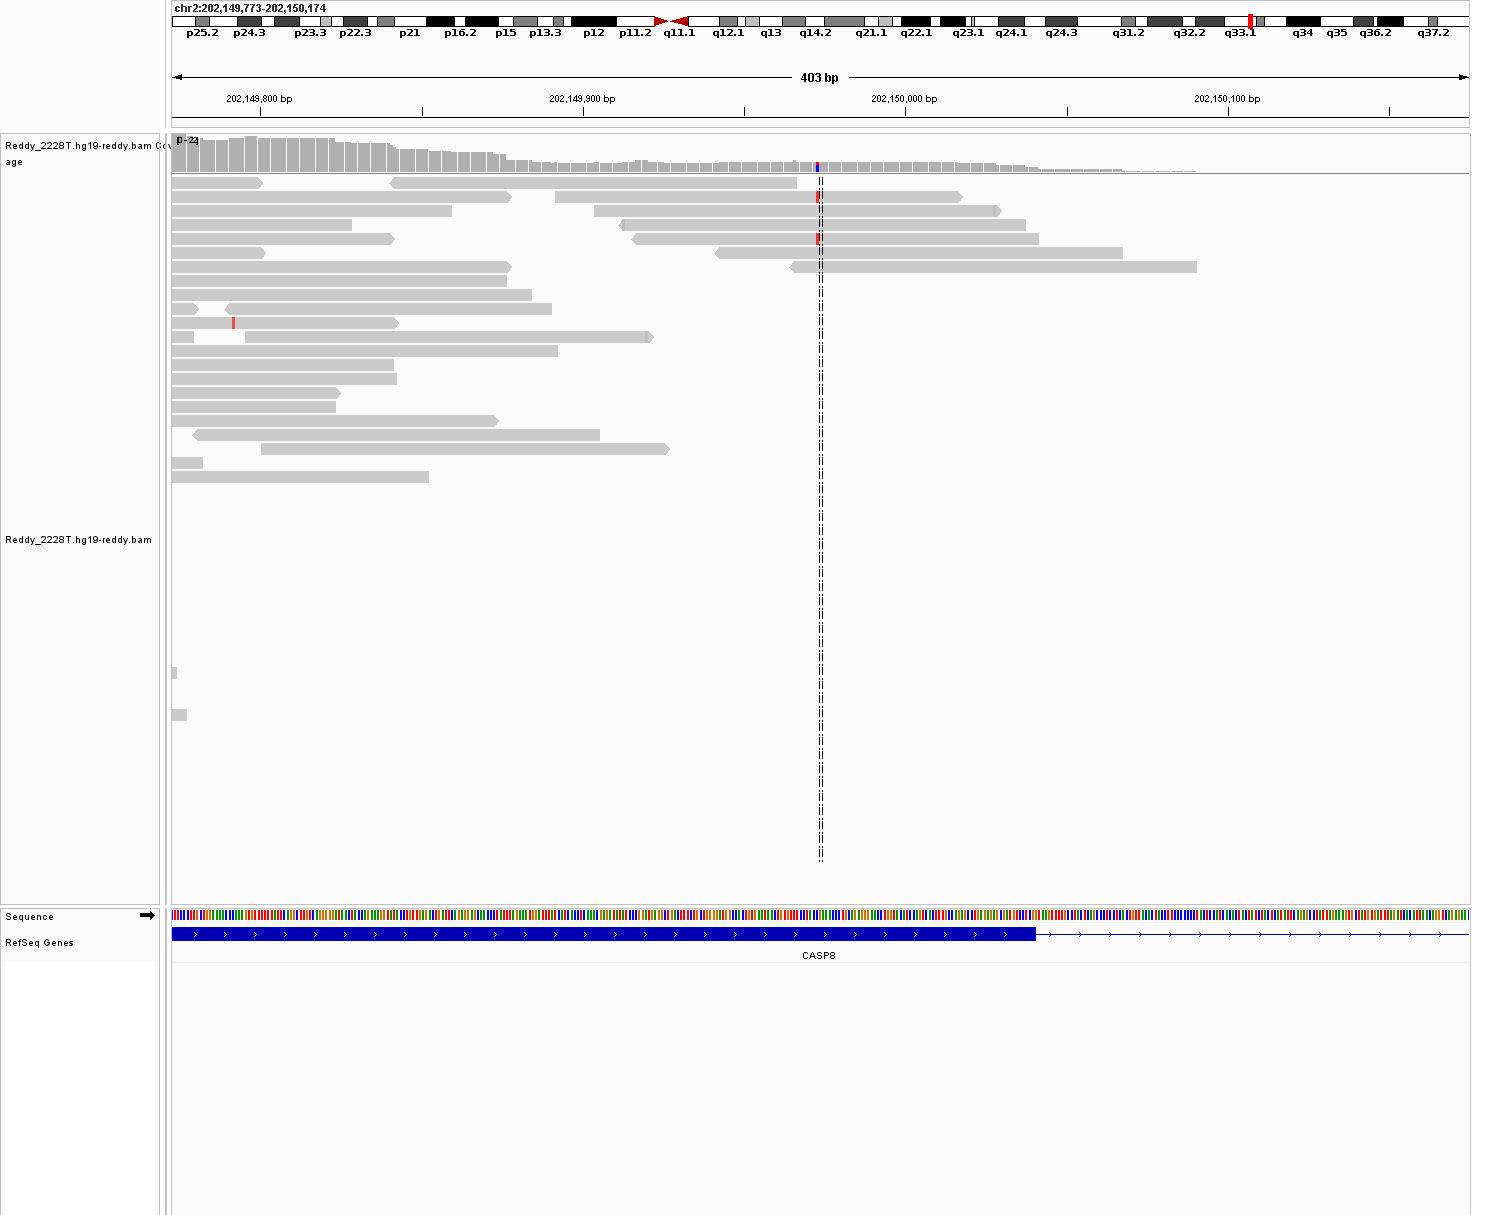 chr2:202,149,773-202,150,174
p25.2 p24.3 p23.3 p22.3 p21 p16.2 p15 p13.3 p12 p11.2 q11.1 q12.1 q13 q14.2 q21.1 q22.1 q23.1 q24.1 q24.3 q31.2 q32.2 q33.1 q34 q35 q36.2 q37.2
403 bp
202,149,800 bp 202,149,900 bp 202,150,000 bp 202,150,100 bp
Reddy_2228T.hg19-reddy.bam Cov
age
Reddy_2228T.hg19-reddy.bam
Sequence
RefSeq Genes
CASP8